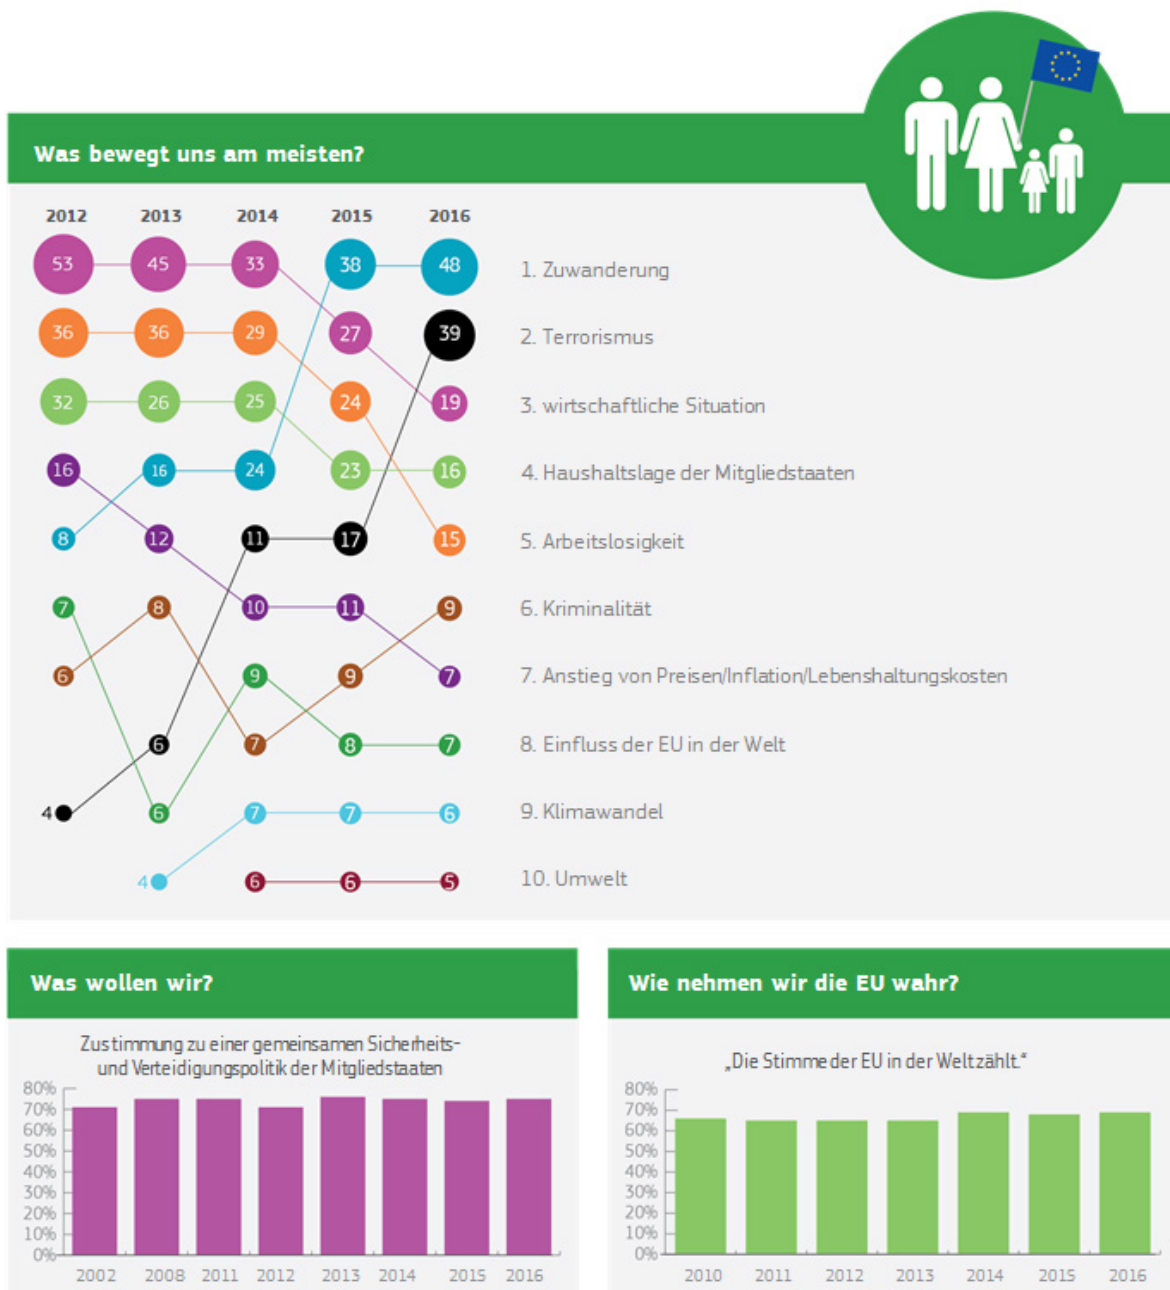 Was bewegt uns am meisten?
2012 2013 2014 2015 2016
53 45 33 38 48 1. Zuwanderung
36 36 29 27 39 2. Terrorismus
32 26 25 24 19 3. wirtschaftliche Situation
16 16 24 23 16 4. Haushaltslage der Mitgliedstaaten
8 12 11 17 15 5. Arbeitslosigkeit
7 8 10 11 9 6. Kriminalität
6 9 9 7 7. Anstieg von Preisen/Inflation/Lebenshaltungskosten
6 7 8 7 8. Einfluss der EU in der Welt
4 6 7 7 6 9. Klimawandel
4 6 6 5 10. Umwelt
Was wollen wir?
Zustimmung zu einer gemeinsamen Sicherheits-
und Verteidigungspolitik der Mitgliedstaaten
80%
70%
60%
50%
40%
30%
20%
10%
0%
2002 2008 2011 2012 2013 2014 2015 2016
Wie nehmen wir die EU wahr?
„Die Stimme der EU in der Welt zählt.“
80%
70%
60%
50%
40%
30%
20%
10%
0%
2010 2011 2012 2013 2014 2015 2016